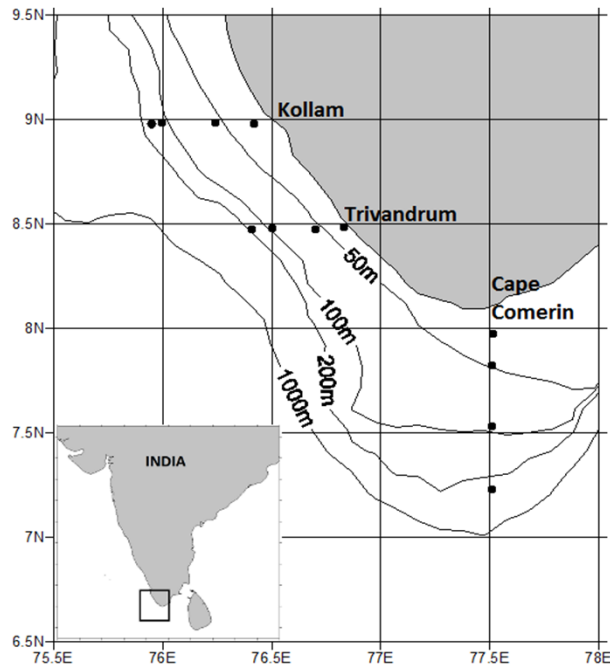 9.5N
9N
Kollam
8.5N
Trivandrum
50m
Cape
Comerin
8N
100m
200m
1000m
7.5N
INDIA
7N
6.5N
75.5E
76E
76.5E
77E
77.5E
78E